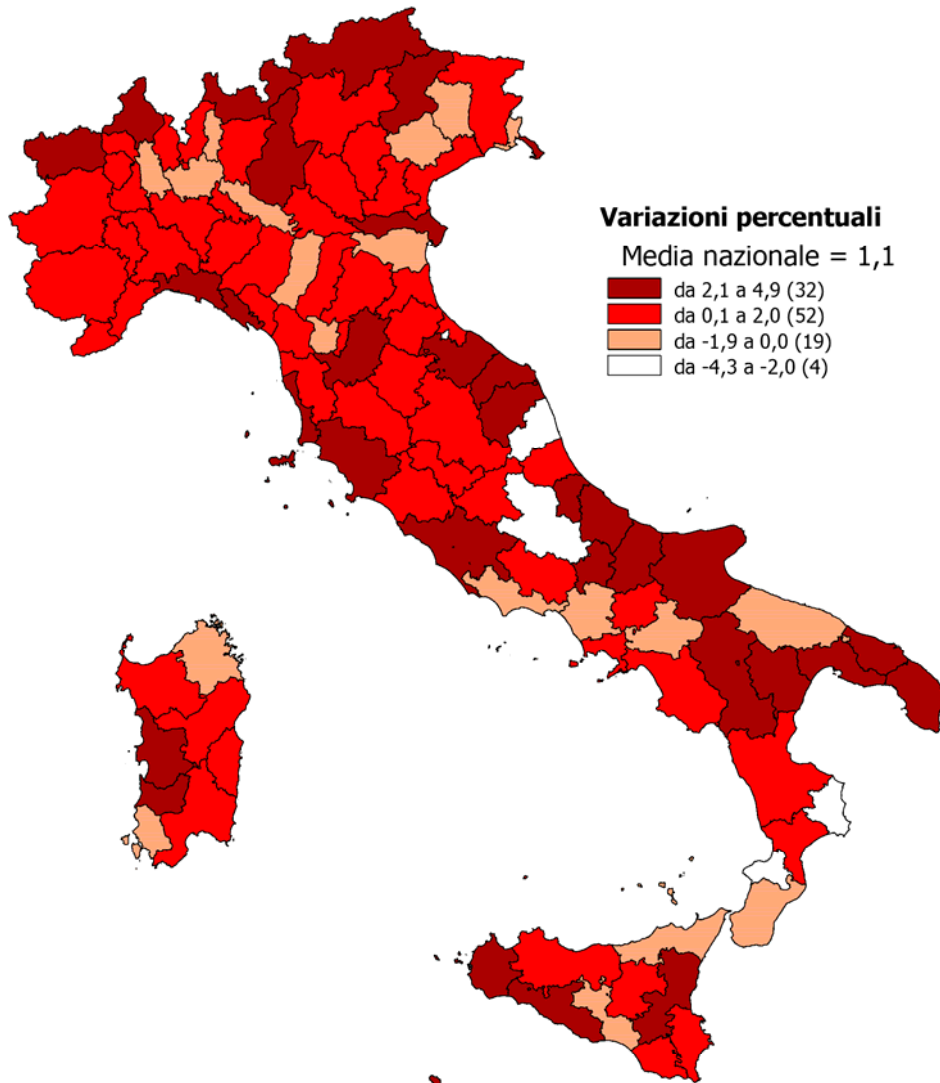 Variazioni percentuali
Media nazionale = 1,1
da 2,1 a 4,9 (32)
da 0,1 a 2,0 (52)
da -1,9 a 0,0 (19)
da -4,3 a -2,0 (4)